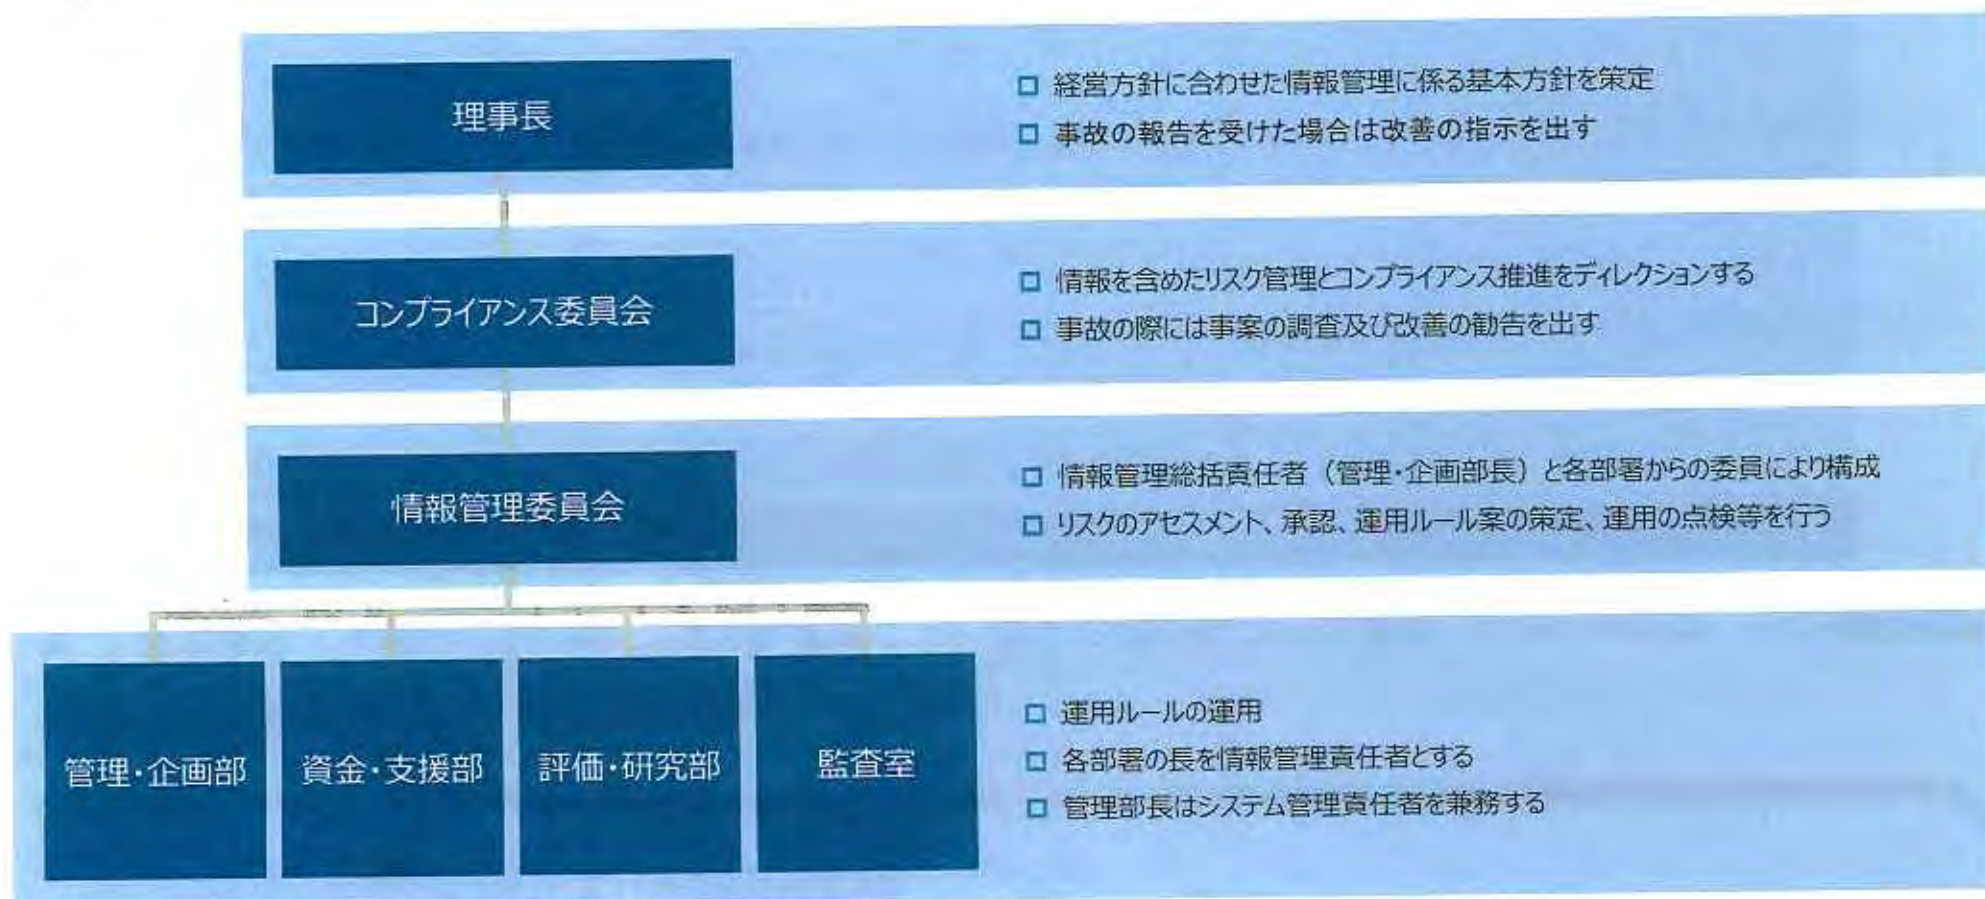 理事長
□ 経営方針に合わせた情報管理に係る基本方針を策定
□ 事故の報告を受けた場合は改善の指示を出す
コンプライアンス委員会
□ 情報を含めたリスク管理とコンプライアンス推進をディレクションする
□ 事故の際には事案の調査及び改善の勧告を出す
情報管理委員会
□ 情報管理総括責任者（管理・企画部長）と各部署からの委員により構成
□ リスクのアセスメント、承認、運用ルール案の策定、運用の点検等を行う
管理・企画部
資金・支援部
評価・研究部
監査室
□ 運用ルールの運用
□ 各部署の長を情報管理責任者とする
□ 管理部長はシステム管理責任者を兼務する